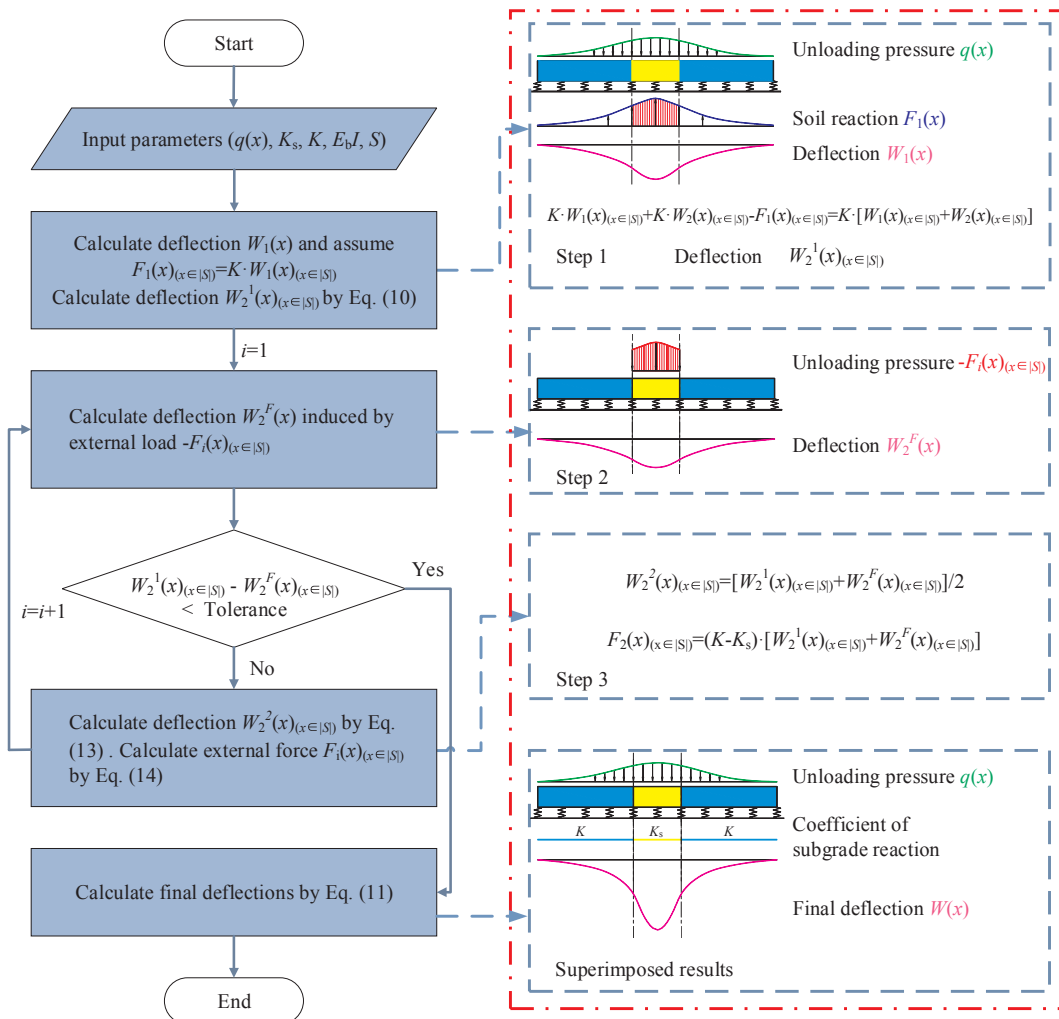 Start
Input parameters (q(x), Kₛ, K, E_bI, S)
Calculate deflection W₁(x) and assume
F₁(x)₍ₓ∈|S|₎=K·W₁(x)₍ₓ∈|S|₎
Calculate deflection W₂¹(x)₍ₓ∈|S|₎ by Eq. (10)
i=1
Calculate deflection W₂ᶠ(x) induced by
external load -Fᵢ(x)₍ₓ∈|S|₎
W₂¹(x)₍ₓ∈|S|₎ - W₂ᶠ(x)₍ₓ∈|S|₎
< Tolerance
Yes
i=i+1
No
Calculate deflection W₂²(x)₍ₓ∈|S|₎ by Eq.
(13) . Calculate external force Fᵢ(x)₍ₓ∈|S|₎
by Eq. (14)
Calculate final deflections by Eq. (11)
End
Unloading pressure q(x)
Soil reaction F₁(x)
Deflection W₁(x)
K·W₁(x)₍ₓ∈|S|₎+K·W₂(x)₍ₓ∈|S|₎-F₁(x)₍ₓ∈|S|₎=K·[W₁(x)₍ₓ∈|S|₎+W₂(x)₍ₓ∈|S|₎]
Step 1 Deflection W₂¹(x)₍ₓ∈|S|₎
Unloading pressure -Fᵢ(x)₍ₓ∈|S|₎
Deflection W₂ᶠ(x)
Step 2
W₂²(x)₍ₓ∈|S|₎=[W₂¹(x)₍ₓ∈|S|₎+W₂ᶠ(x)₍ₓ∈|S|₎]/2
F₂(x)₍ₓ∈|S|₎=(K-Kₛ)·[W₂¹(x)₍ₓ∈|S|₎+W₂ᶠ(x)₍ₓ∈|S|₎]
Step 3
Unloading pressure q(x)
K Kₛ K
Coefficient of
subgrade reaction
Final deflection W(x)
Superimposed results